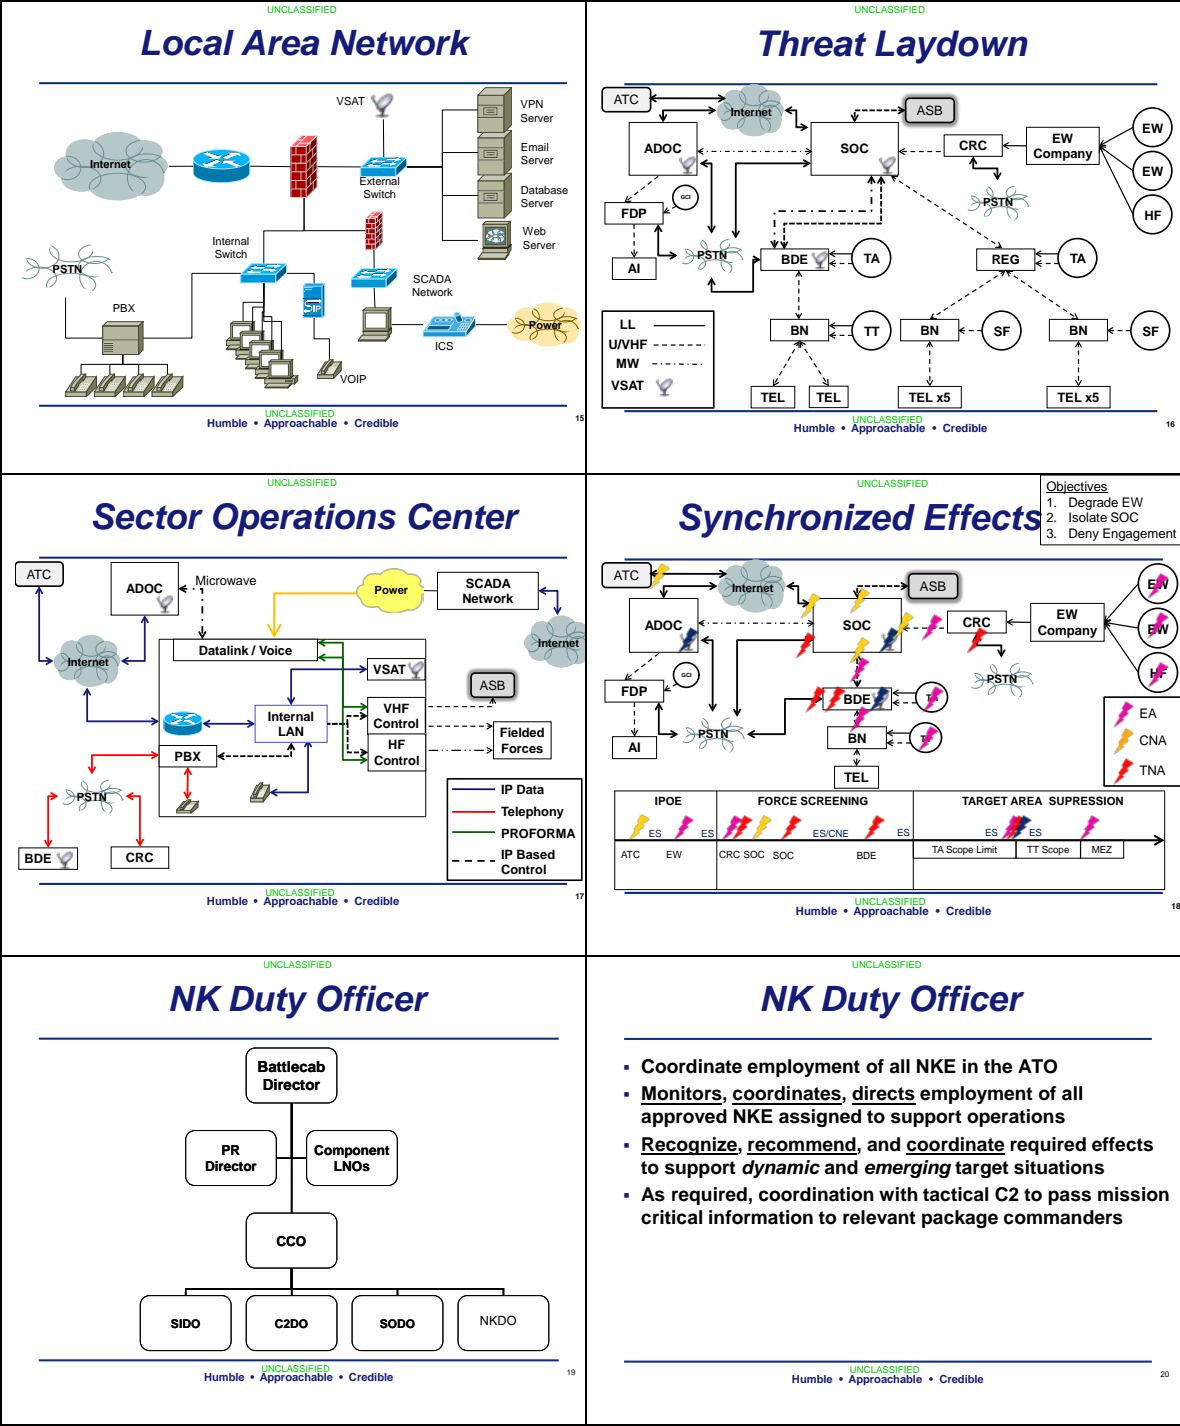 UNCLASSIFIED
Local Area Network
VSAT
VPN
Server
Email
Server
Internet
External
Switch
Database
Server
Web
Server
Internal
Switch
PSTN
SCADA
Network
SIP
PBX
Power
ICS
VOIP
UNCLASSIFIED
Humble • Approachable • Credible
15
UNCLASSIFIED
Threat Laydown
ATC
Internet
ASB
EW
ADOC
SOC
CRC
EW
Company
EW
GCI
PSTN
HF
FDP
AI
PSTN
BDE
TA
REG
TA
LL
U/VHF
MW
VSAT
BN
TT
BN
SF
BN
SF
TEL
TEL
TEL x5
TEL x5
UNCLASSIFIED
Humble • Approachable • Credible
16
UNCLASSIFIED
Sector Operations Center
ATC
ADOC
Microwave
Power
SCADA
Network
Internet
Internet
Datalink / Voice
VSAT
ASB
Internal
LAN
VHF
Control
Fielded
Forces
HF
Control
PBX
PSTN
BDE
CRC
IP Data
Telephony
PROFORMA
IP Based
Control
UNCLASSIFIED
Humble • Approachable • Credible
17
UNCLASSIFIED
Synchronized Effects
Objectives
1. Degrade EW
2. Isolate SOC
3. Deny Engagement
ATC
Internet
ASB
EW
ADOC
SOC
CRC
EW
Company
EW
GCI
PSTN
HF
FDP
AI
PSTN
BDE
BN
TEL
EA
CNA
TNA
IPOE
FORCE SCREENING
TARGET AREA SUPRESSION
ES
ES
ES/CNE
ES
ES
ES
ATC
EW
CRC
SOC
SOC
BDE
TA Scope Limit
TT Scope
MEZ
UNCLASSIFIED
Humble • Approachable • Credible
18
UNCLASSIFIED
NK Duty Officer
Battlecab
Director
PR
Director
Component
LNOs
CCO
SIDO
C2DO
SODO
NKDO
UNCLASSIFIED
Humble • Approachable • Credible
19
UNCLASSIFIED
NK Duty Officer
▪ Coordinate employment of all NKE in the ATO
▪ Monitors, coordinates, directs employment of all
approved NKE assigned to support operations
▪ Recognize, recommend, and coordinate required effects
to support dynamic and emerging target situations
▪ As required, coordination with tactical C2 to pass mission
critical information to relevant package commanders
UNCLASSIFIED
Humble • Approachable • Credible
20